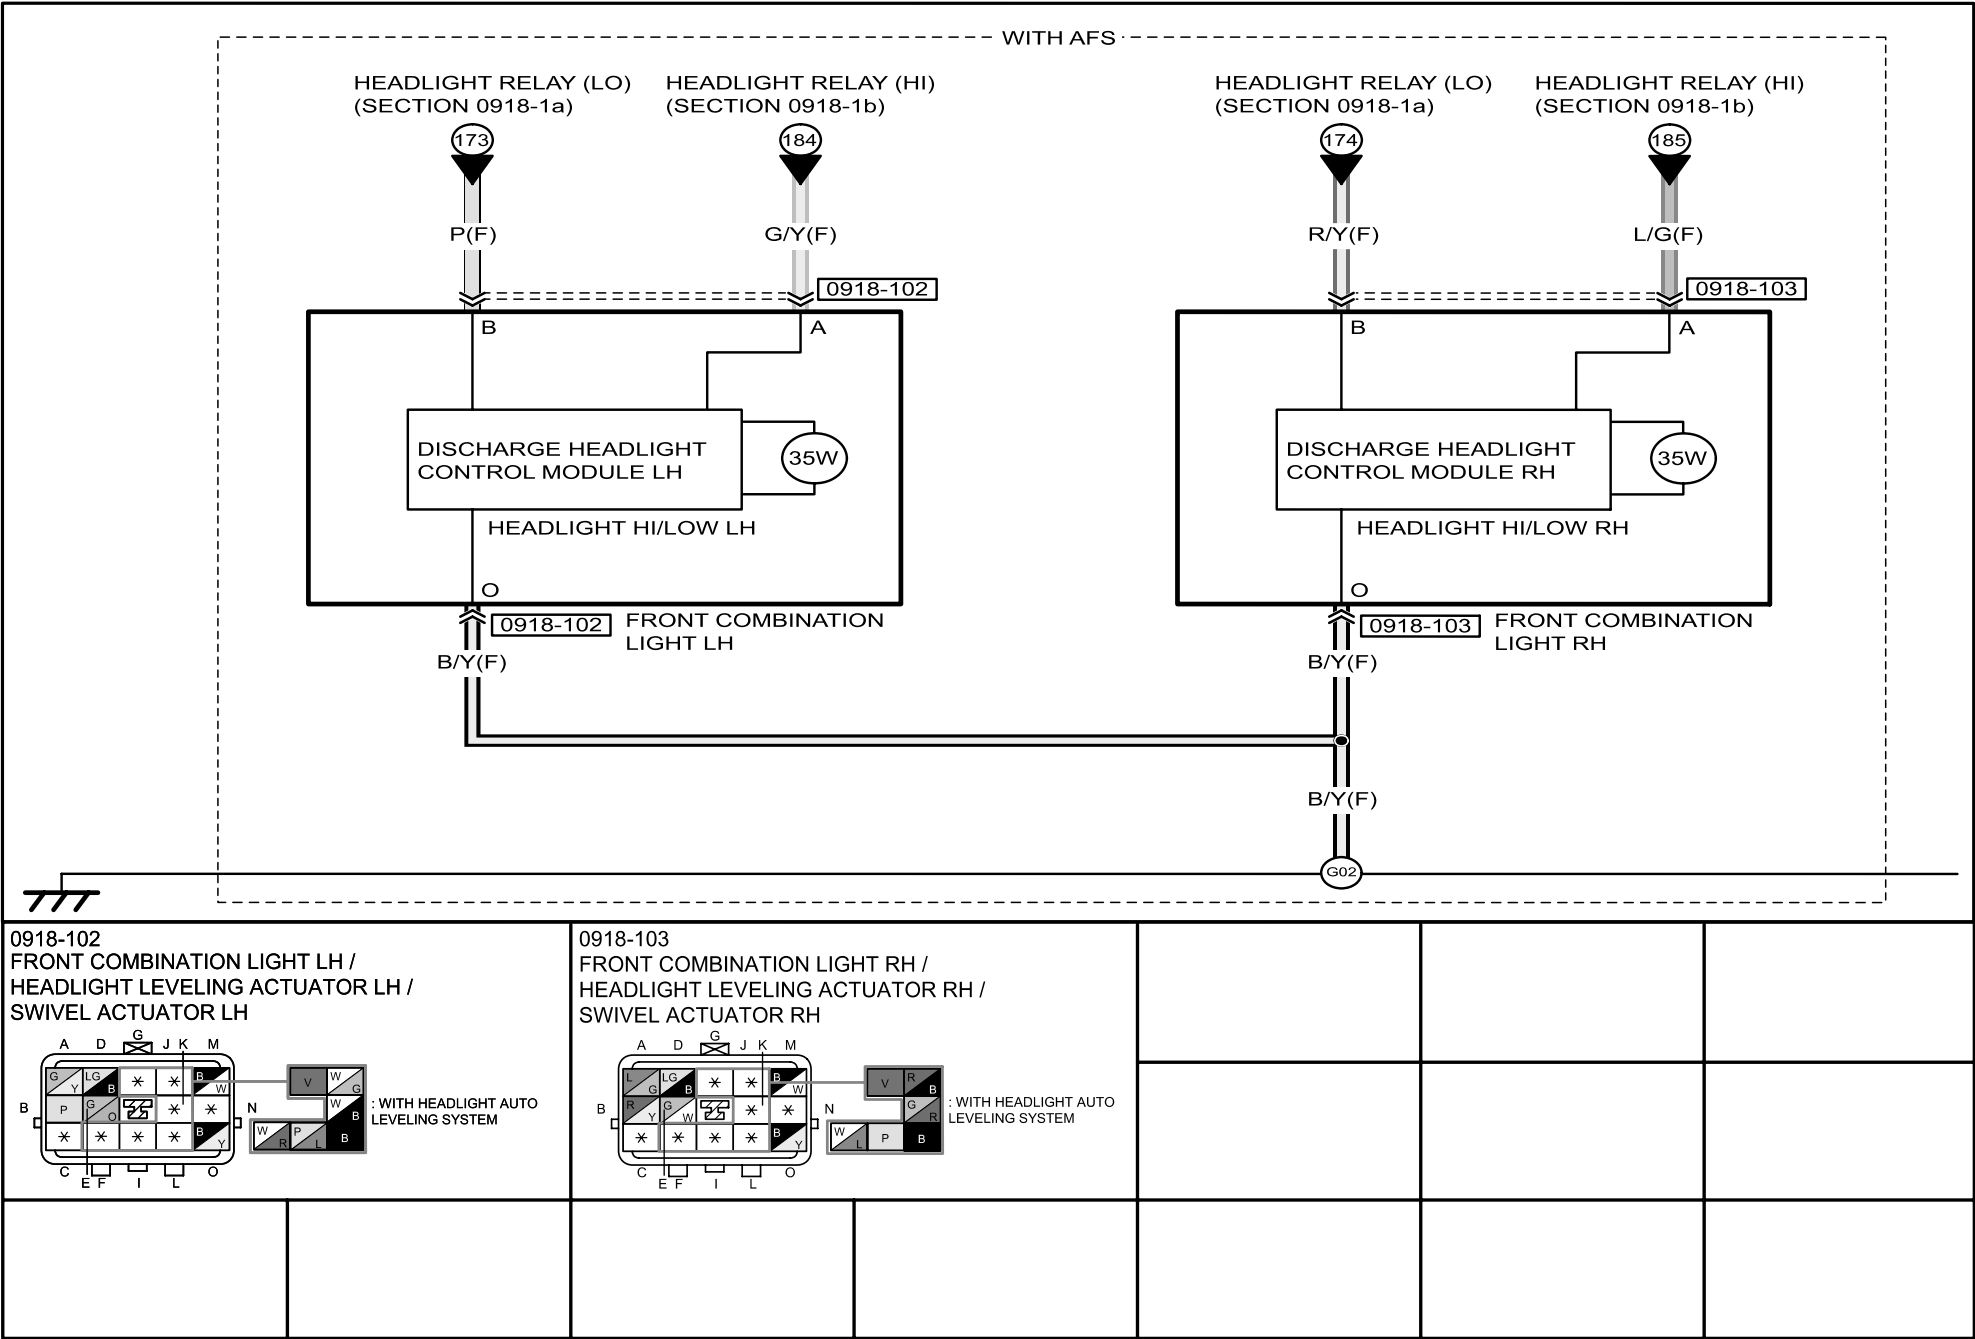 WITH AFS
HEADLIGHT RELAY (LO)
(SECTION 0918-1a)
HEADLIGHT RELAY (HI)
(SECTION 0918-1b)
HEADLIGHT RELAY (LO)
(SECTION 0918-1a)
HEADLIGHT RELAY (HI)
(SECTION 0918-1b)
173
184
174
185
P(F)
G/Y(F)
R/Y(F)
L/G(F)
0918-102
0918-103
B
A
B
A
DISCHARGE HEADLIGHT
CONTROL MODULE LH
35W
HEADLIGHT HI/LOW LH
DISCHARGE HEADLIGHT
CONTROL MODULE RH
35W
HEADLIGHT HI/LOW RH
O
O
0918-102
FRONT COMBINATION
LIGHT LH
0918-103
FRONT COMBINATION
LIGHT RH
B/Y(F)
B/Y(F)
B/Y(F)
G02
0918-102
FRONT COMBINATION LIGHT LH /
HEADLIGHT LEVELING ACTUATOR LH /
SWIVEL ACTUATOR LH
A D G J K M
G Y LG B * * B W
B P G O * * N
* * * * B Y
C E F I L O
V W G
W B
W R P L B
: WITH HEADLIGHT AUTO
LEVELING SYSTEM
0918-103
FRONT COMBINATION LIGHT RH /
HEADLIGHT LEVELING ACTUATOR RH /
SWIVEL ACTUATOR RH
A D G J K M
L G LG B * * B W
B R Y G W * * N
* * * * B Y
C E F I L O
V R B
G R
W L P B
: WITH HEADLIGHT AUTO
LEVELING SYSTEM